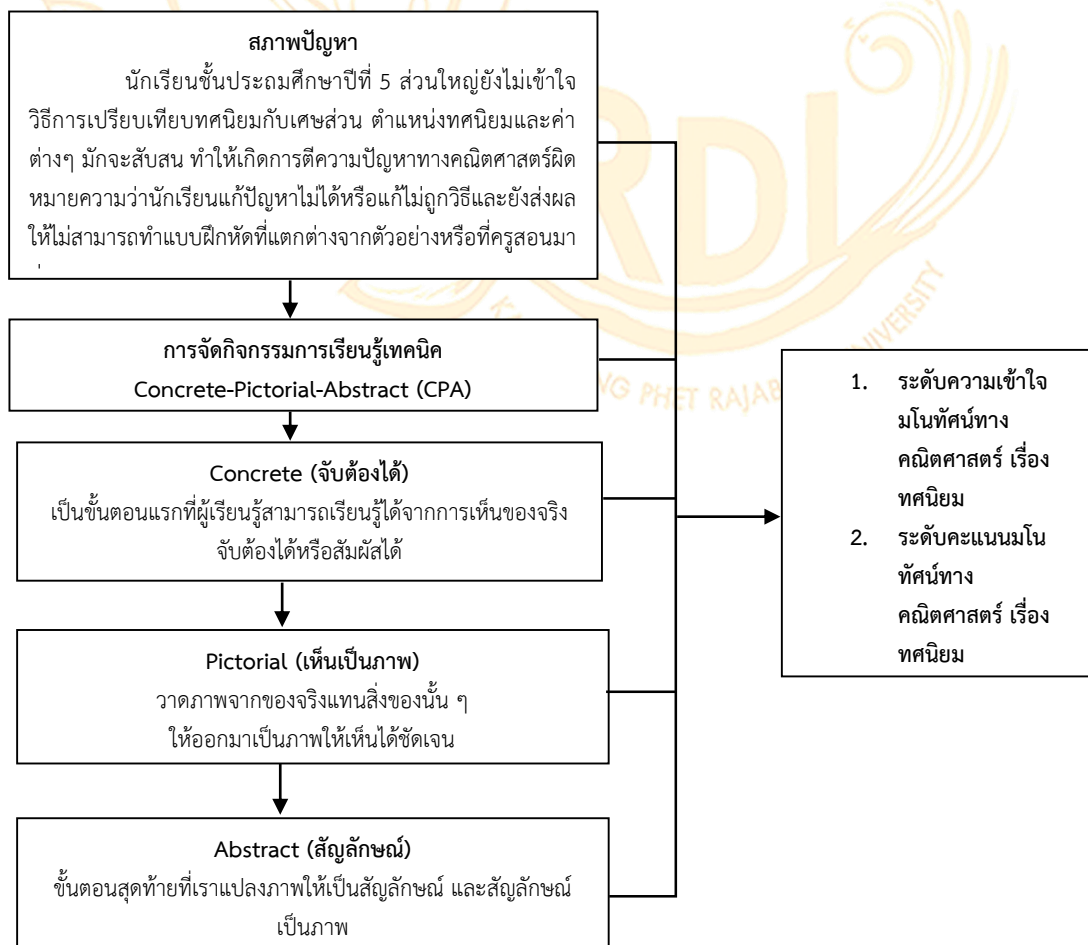 สภาพปัญหา
นักเรียนชั้นประถมศึกษาปีที่ 5 ส่วนใหญ่ยังไม่เข้าใจ
วิธีการเปรียบเทียบทศนิยมกับเศษส่วน ตำแหน่งทศนิยมและค่า
ต่างๆ มักจะสับสน ทำให้เกิดการตีความปัญหาทางคณิตศาสตร์ผิด
หมายความว่านักเรียนแก้ปัญหาไม่ได้หรือแก้ไม่ถูกวิธีและยังส่งผล
ให้ไม่สามารถทำแบบฝึกหัดที่แตกต่างจากตัวอย่างหรือที่ครูสอนมา
การจัดกิจกรรมการเรียนรู้เทคนิค
Concrete-Pictorial-Abstract (CPA)
Concrete (จับต้องได้)
เป็นขั้นตอนแรกที่ผู้เรียนรู้สามารถเรียนรู้ได้จากการเห็นของจริง
จับต้องได้หรือสัมผัสได้
Pictorial (เห็นเป็นภาพ)
วาดภาพจากของจริงแทนสิ่งของนั้น ๆ
ให้ออกมาเป็นภาพให้เห็นได้ชัดเจน
Abstract (สัญลักษณ์)
ขั้นตอนสุดท้ายที่เราแปลงภาพให้เป็นสัญลักษณ์ และสัญลักษณ์
เป็นภาพ
1. ระดับความเข้าใจ
มโนทัศน์ทาง
คณิตศาสตร์ เรื่อง
ทศนิยม
2. ระดับคะแนนมโน
ทัศน์ทาง
คณิตศาสตร์ เรื่อง
ทศนิยม
RDI
NG PHET RAJAB
UNIVERSITY